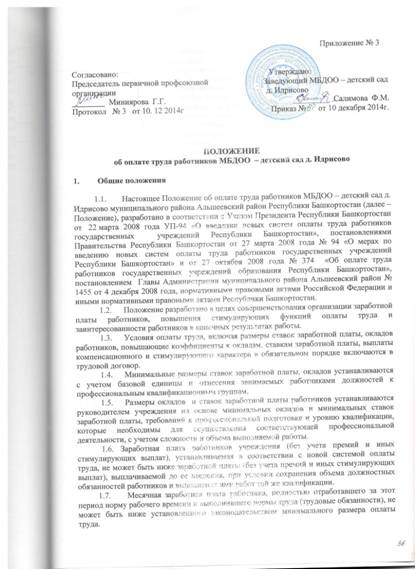 Приложение № 3
Согласовано:
Председатель первичной профсоюзной
организации
Миниярова Г.Г.
Протокол № 3 от 10. 12 2014г
Утверждаю:
Заведующий МБДОО – детский сад
д. Идрисово
Салимова Ф.М.
Приказ № от 10 декабря 2014г.
ПОЛОЖЕНИЕ
об оплате труда работников МБДОО – детский сад д. Идрисово
1. Общие положения
1.1. Настоящее Положение об оплате труда работников МБДОО – детский сад д.
Идрисово муниципального района Альшеевский район Республики Башкортостан (далее –
Положение), разработано в соответствии с Указом Президента Республики Башкортостан
от 22 марта 2008 года УП-94 «О введении новых систем оплаты труда работников
государственных учреждений Республики Башкортостан», постановлениями
Правительства Республики Башкортостан от 27 марта 2008 года № 94 «О мерах по
введению новых систем оплаты труда работников государственных учреждений
Республики Башкортостан» и от 27 октября 2008 года № 374 «Об оплате труда
работников государственных учреждений образования Республики Башкортостан»,
постановлением Главы Администрации муниципального района Альшеевский район №
1455 от 4 декабря 2008 года, нормативными правовыми актами Российской Федерации и
иными нормативными правовыми актами Республики Башкортостан.
1.2. Положение разработано в целях совершенствования организации заработной
платы работников, повышения стимулирующих функций оплаты труда и
заинтересованности работников в конечных результатах работы.
1.3. Условия оплаты труда, включая размеры ставок заработной платы, окладов
работников, повышающие коэффициенты к окладам, ставкам заработной платы, выплаты
компенсационного и стимулирующего характера в обязательном порядке включаются в
трудовой договор.
1.4. Минимальные размеры ставок заработной платы, окладов устанавливаются
с учетом базовой единицы и отнесения занимаемых работниками должностей к
профессиональным квалификационным группам.
1.5. Размеры окладов и ставок заработной платы работников устанавливаются
руководителем учреждения на основе минимальных окладов и минимальных ставок
заработной платы, требований к профессиональной подготовке и уровню квалификации,
которые необходимы для осуществления соответствующей профессиональной
деятельности, с учетом сложности и объема выполняемой работы.
1.6. Заработная плата работников учреждения (без учета премий и иных
стимулирующих выплат), устанавливаемая в соответствии с новой системой оплаты
труда, не может быть ниже заработной платы (без учета премий и иных стимулирующих
выплат), выплачиваемой до ее введения, при условии сохранения объема должностных
обязанностей работников и выполнения ими работ той же квалификации.
1.7. Месячная заработная плата работника, полностью отработавшего за этот
период норму рабочего времени и выполнившего нормы труда (трудовые обязанности), не
может быть ниже установленного законодательством минимального размера оплаты
труда.